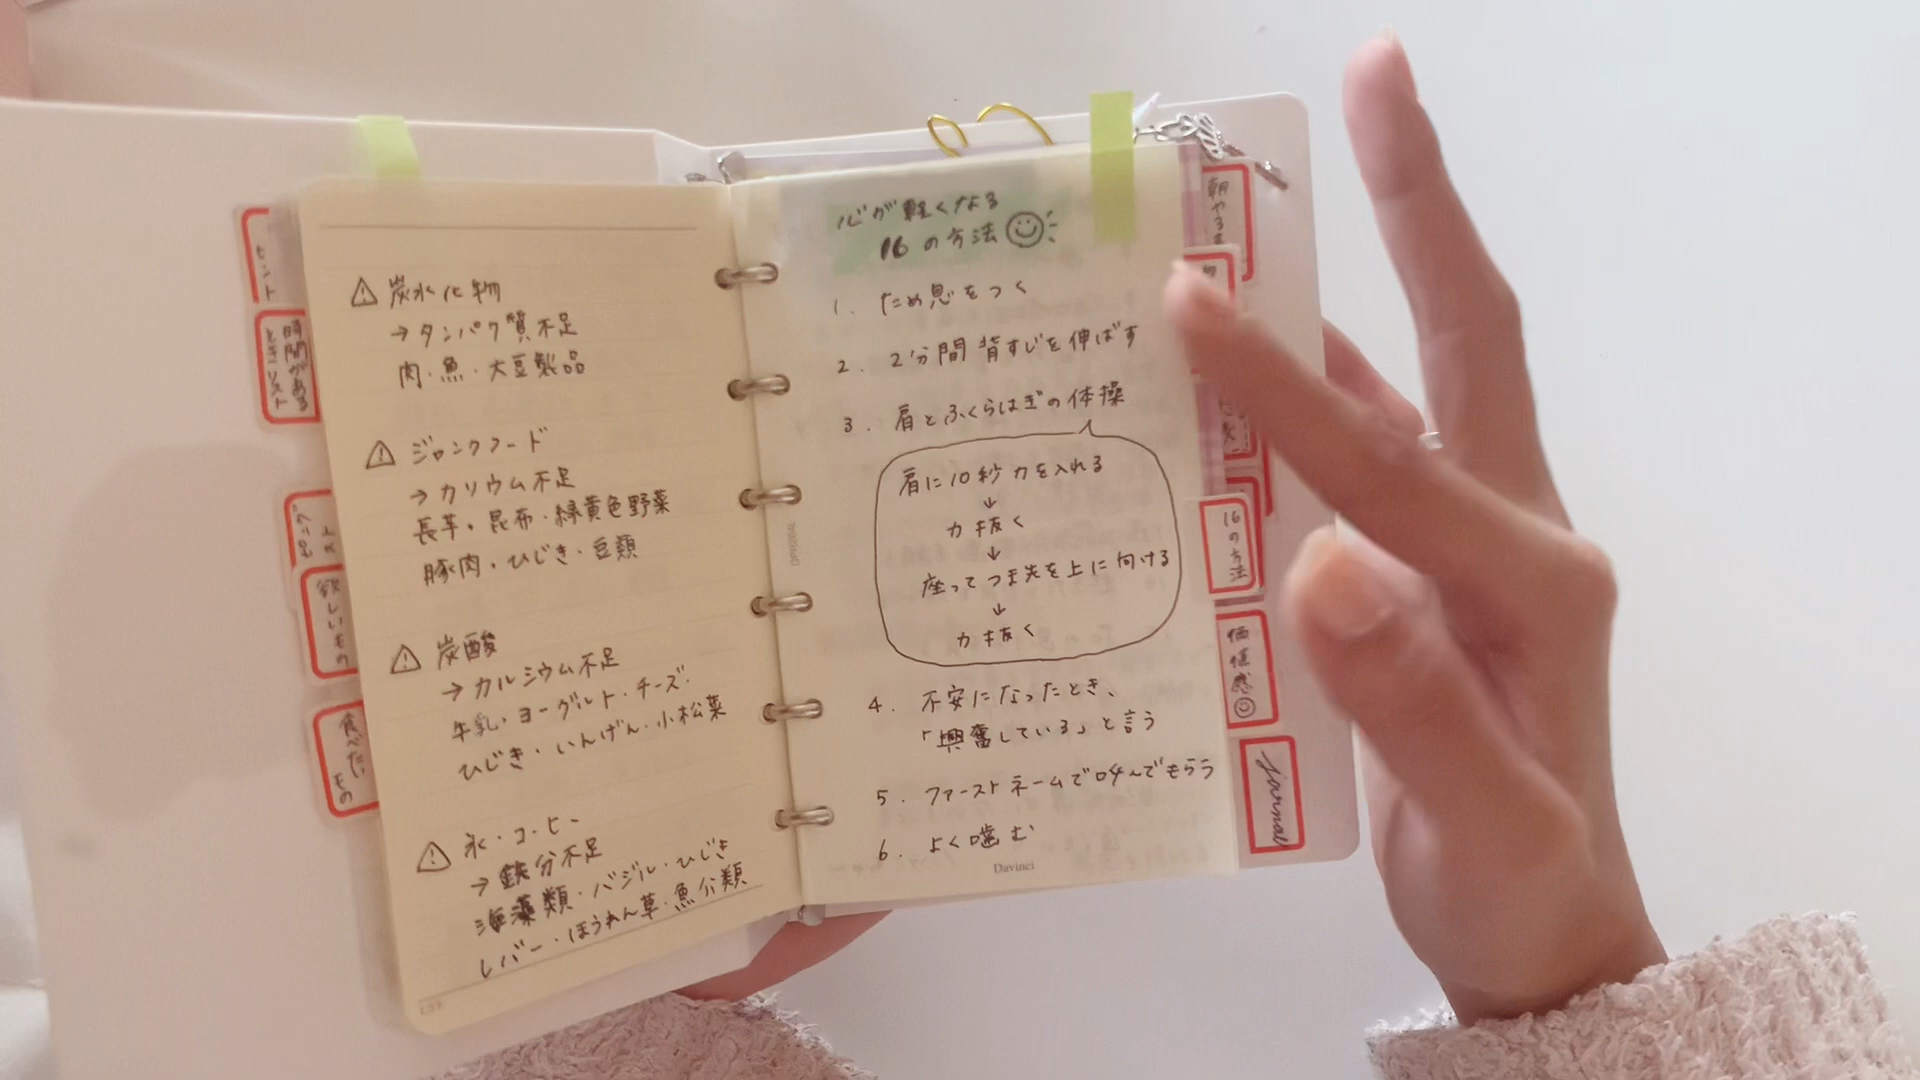 ⚠ 炭水化物
→ タンパク質不足
肉・魚・大豆製品
⚠ ジャンクフード
→ カリウム不足
長芋・昆布・緑黄色野菜
豚肉・ひじき・豆類
⚠ 炭酸
→ カルシウム不足
牛乳・ヨーグルト・チーズ・
ひじき・いんげん・小松菜
⚠ 氷・コーヒー
→ 鉄分不足
海藻類・バジル・ひじき
レバー・ほうれん草・魚介類
LIFE
心が軽くなる
16の方法
1. ため息をつく
2. 2分間背すじを伸ばす
3. 肩とふくらはぎの体操
肩に10秒力を入れる
↓
力抜く
↓
座ってつま先を上に向ける
↓
力抜く
4. 不安になったとき、
「興奮している」と言う
5. ファーストネームで呼んでもらう
6. よく噛む
Davinci
時間がある
ときリスト
欲しいもの
食べたい
もの
朝やる
16の方法
価値感
journal